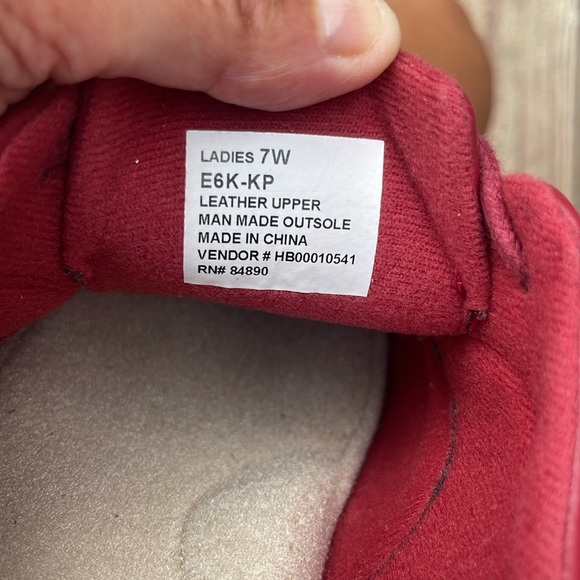 LADIES 7W
E6K-KP
LEATHER UPPER
MAN MADE OUTSOLE
MADE IN CHINA
VENDOR # HB00010541
RN# 84890